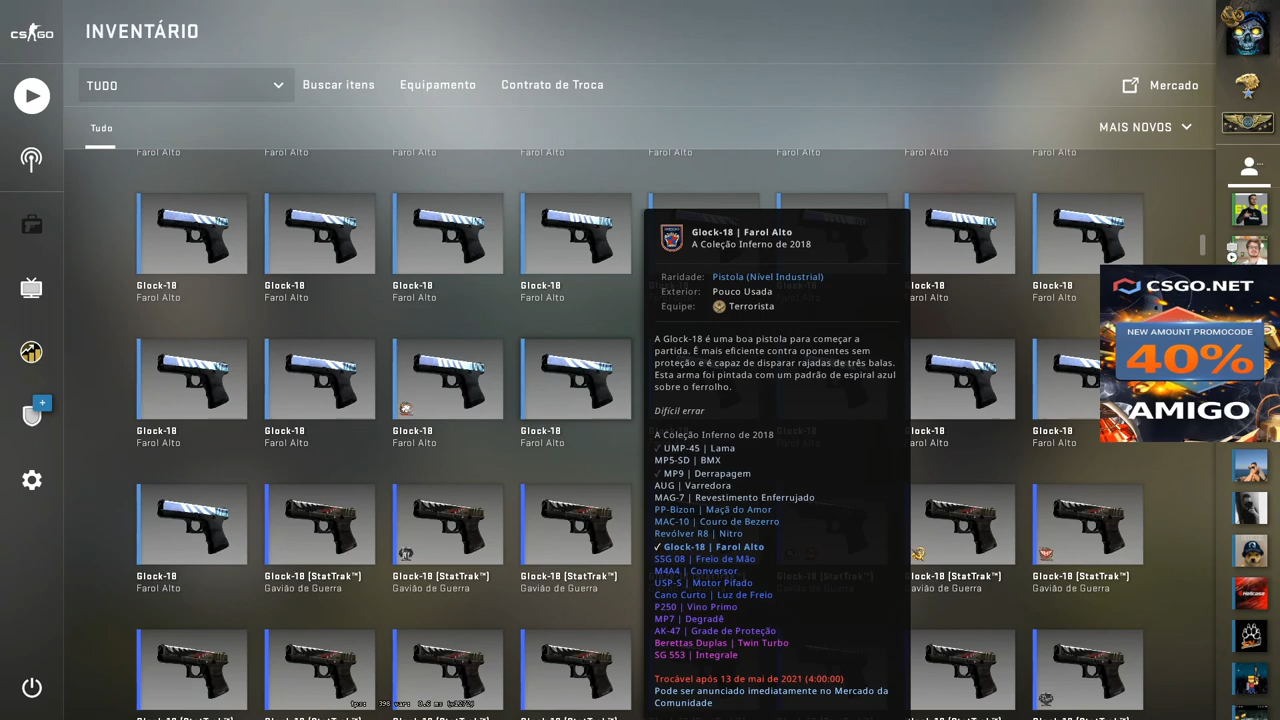 CS:GO
INVENTÁRIO
TUDO
Buscar itens
Equipamento
Contrato de Troca
Mercado
Tudo
MAIS NOVOS
Farol Alto
Farol Alto
Farol Alto
Farol Alto
Farol Alto
Farol Alto
Farol Alto
Farol Alto
Glock-18
Farol Alto
Glock-18
Farol Alto
Glock-18
Farol Alto
Glock-18
Farol Alto
Glock-18
Farol Alto
Glock-18
Farol Alto
Glock-18 | Farol Alto
A Coleção Inferno de 2018
Raridade: Pistola (Nível Industrial)
Exterior: Pouco Usada
Equipe: Terrorista
A Glock-18 é uma boa pistola para começar a
partida. É mais eficiente contra oponentes sem
proteção e é capaz de disparar rajadas de três balas.
Esta arma foi pintada com um padrão de espiral azul
sobre o ferrolho.
Difícil errar
A Coleção Inferno de 2018
✓ UMP-45 | Lama
MP5-SD | BMX
✓ MP9 | Derrapagem
AUG | Varredora
MAG-7 | Revestimento Enferrujado
PP-Bizon | Maçã do Amor
MAC-10 | Couro de Bezerro
Revólver R8 | Nitro
✓ Glock-18 | Farol Alto
SSG 08 | Freio de Mão
M4A4 | Conversor
USP-S | Motor Pifado
Cano Curto | Luz de Freio
P250 | Vino Primo
MP7 | Degradê
AK-47 | Grade de Proteção
Berettas Duplas | Twin Turbo
SG 553 | Integrale
Trocável após 13 de mai de 2021 (4:00:00)
Pode ser anunciado imediatamente no Mercado da
Comunidade
CSGO.NET
NEW AMOUNT PROMOCODE
40%
AMIGO
Glock-18
Farol Alto
Glock-18
Farol Alto
Glock-18
Farol Alto
Glock-18
Farol Alto
Glock-18
Farol Alto
Glock-18
Farol Alto
Glock-18
Farol Alto
Glock-18 (StatTrak™)
Gavião de Guerra
Glock-18 (StatTrak™)
Gavião de Guerra
Glock-18 (StatTrak™)
Gavião de Guerra
Glock-18 (StatTrak™)
Gavião de Guerra
Glock-18 (StatTrak™)
Gavião de Guerra
Hellcase